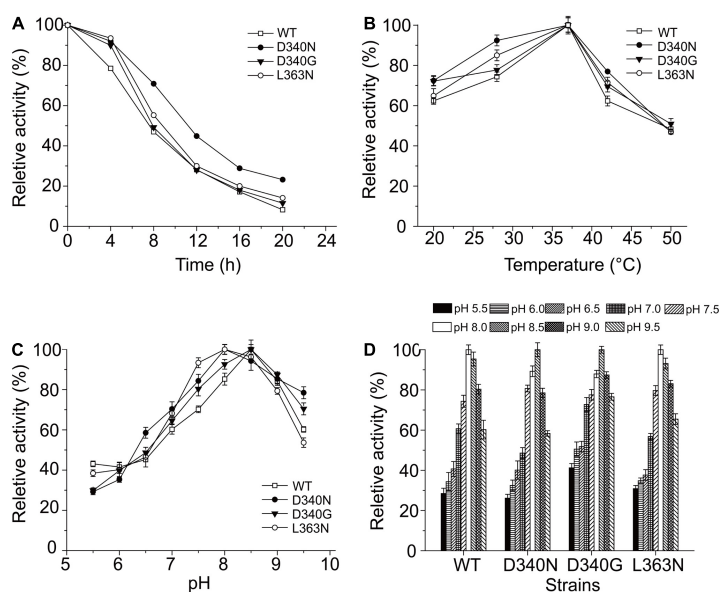 A
Reletive activity (%)
100
80
60
40
20
0
0 4 8 12 16 20 24
Time (h)
WT
D340N
D340G
L363N
B
Reletive activity (%)
100
80
60
40
20
0
20 25 30 35 40 45 50
Temperature (°C)
WT
D340N
D340G
L363N
C
Reletive activity (%)
100
80
60
40
20
0
5 6 7 8 9 10
pH
WT
D340N
D340G
L363N
pH 5.5 pH 6.0 pH 6.5 pH 7.0 pH 7.5
pH 8.0 pH 8.5 pH 9.0 pH 9.5
D
Reletive activity (%)
100
80
60
40
20
0
WT D340N D340G L363N
Strains